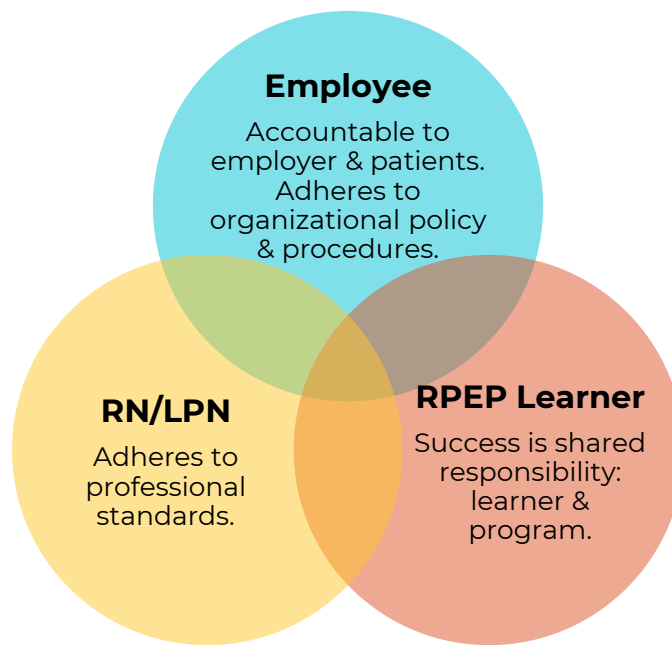 Employee
Accountable to
employer & patients.
Adheres to
organizational policy
& procedures.
RN/LPN
Adheres to
professional
standards.
RPEP Learner
Success is shared
responsibility:
learner &
program.